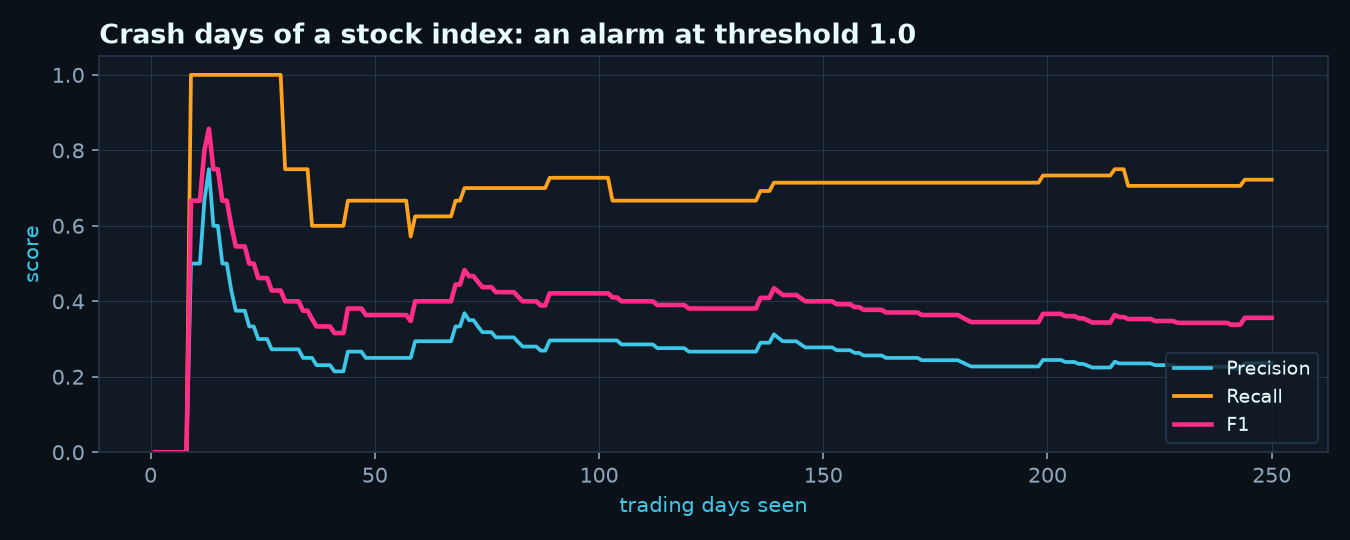 Crash days of a stock index: an alarm at threshold 1.0
1.0
0.8
0.6
0.4
0.2
0.0
score
0
50
100
150
200
250
trading days seen
Precision
Recall
F1